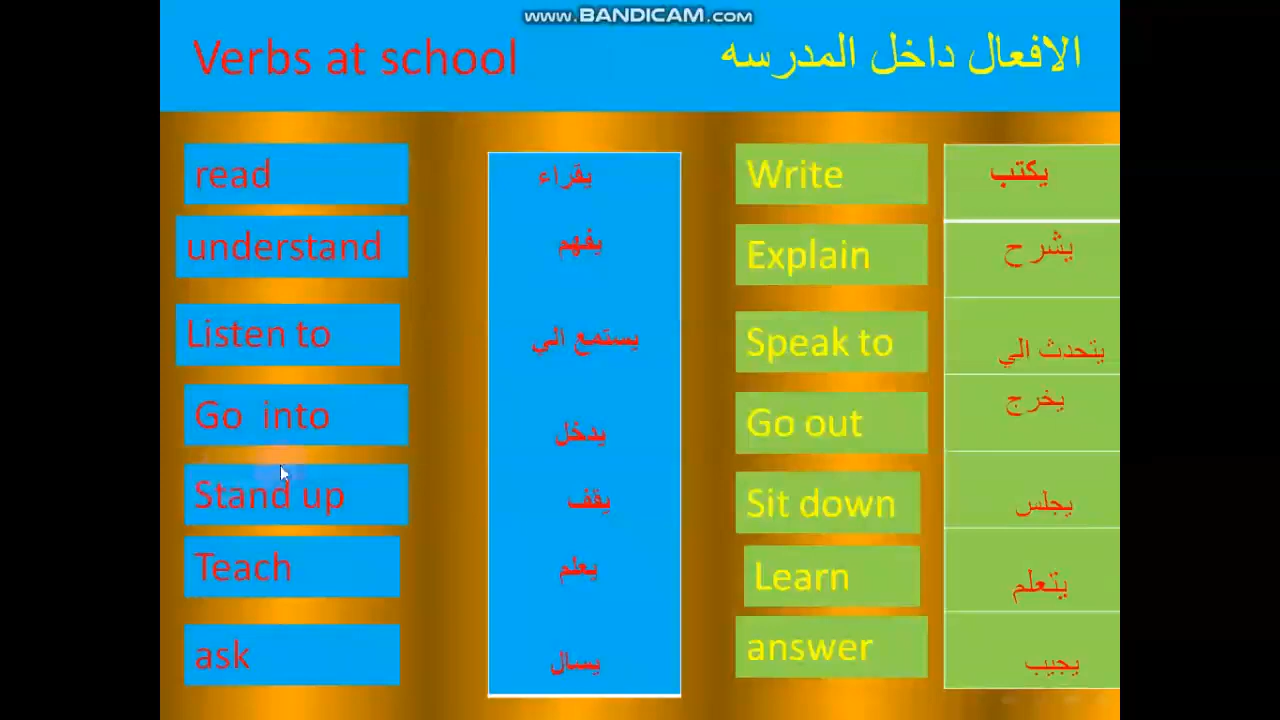 www.BANDICAM.com
Verbs at school
الافعال داخل المدرسه
read
يقراء
Write
يكتب
understand
يفهم
Explain
يشرح
Listen to
يستمع الي
Speak to
يتحدث الي
Go into
يدخل
Go out
يخرج
Stand up
يقف
Sit down
يجلس
Teach
يعلم
Learn
يتعلم
ask
يسال
answer
يجيب